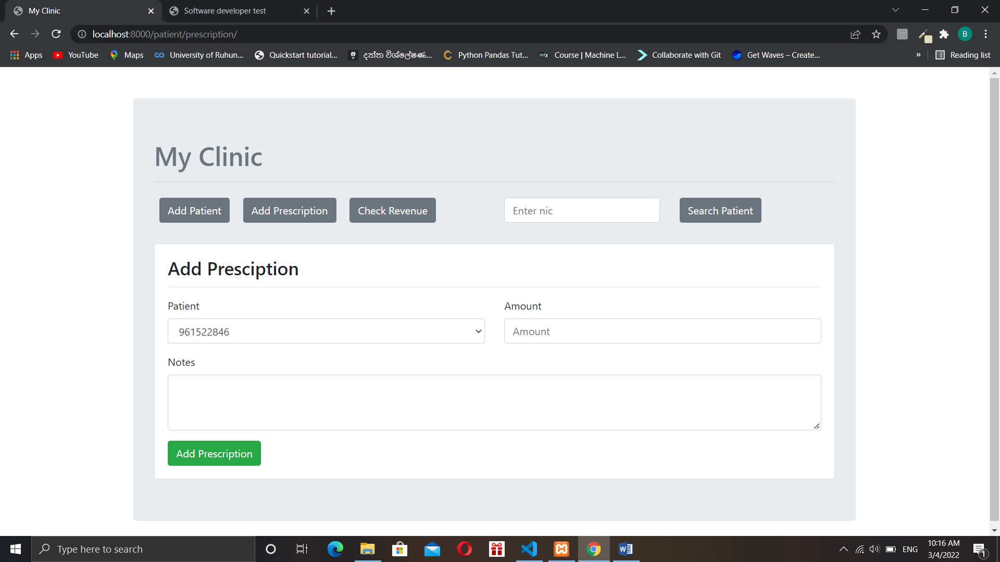 My Clinic
Software developer test
localhost:8000/patient/prescription/
B
Apps
YouTube
Maps
University of Ruhun...
Quickstart tutorial...
දත්ත විශ්ලේෂණ...
Python Pandas Tut...
edX
Course | Machine L...
Collaborate with Git
Get Waves – Create...
»
Reading list
My Clinic
Add Patient
Add Prescription
Check Revenue
Enter nic
Search Patient
Add Presciption
Patient
Amount
961522846
Amount
Notes
Add Prescription
Type here to search
ENG
10:16 AM
3/4/2022
1